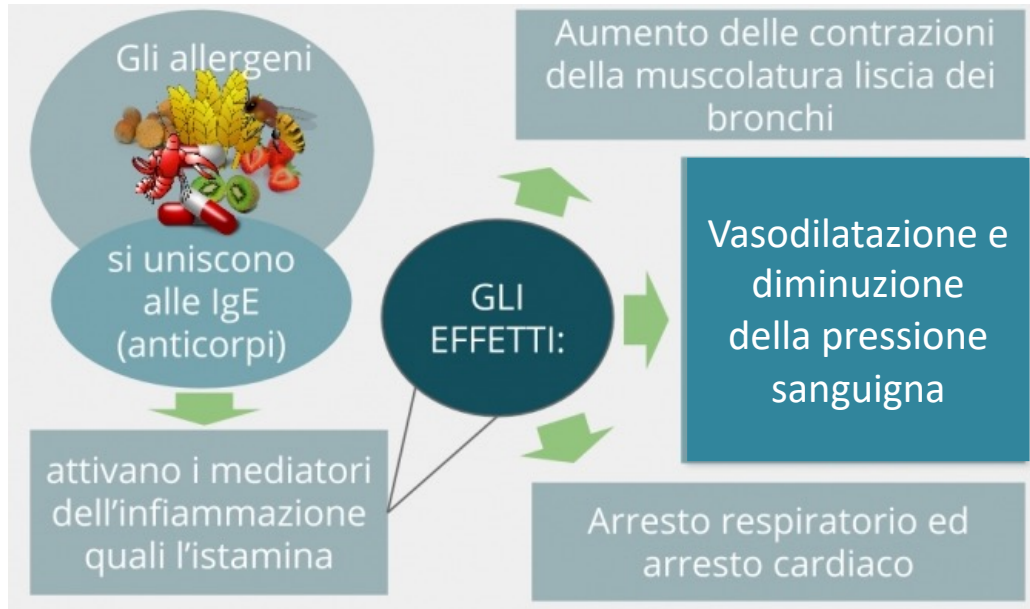 Gli allergeni
si uniscono
alle IgE
(anticorpi)
attivano i mediatori
dell'infiammazione
quali l'istamina
GLI
EFFETTI:
Aumento delle contrazioni
della muscolatura liscia dei
bronchi
Vasodilatazione e
diminuzione
della pressione
sanguigna
Arresto respiratorio ed
arresto cardiaco